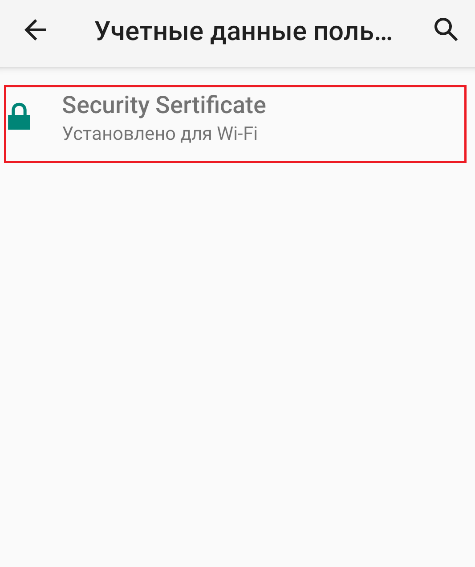 Учетные данные поль...
Security Sertificate
Установлено для Wi-Fi